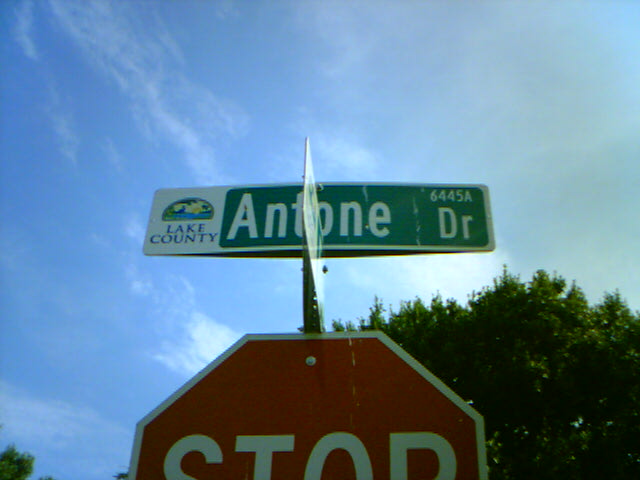 LAKE
COUNTY
Antone Dr
6445A
STOP